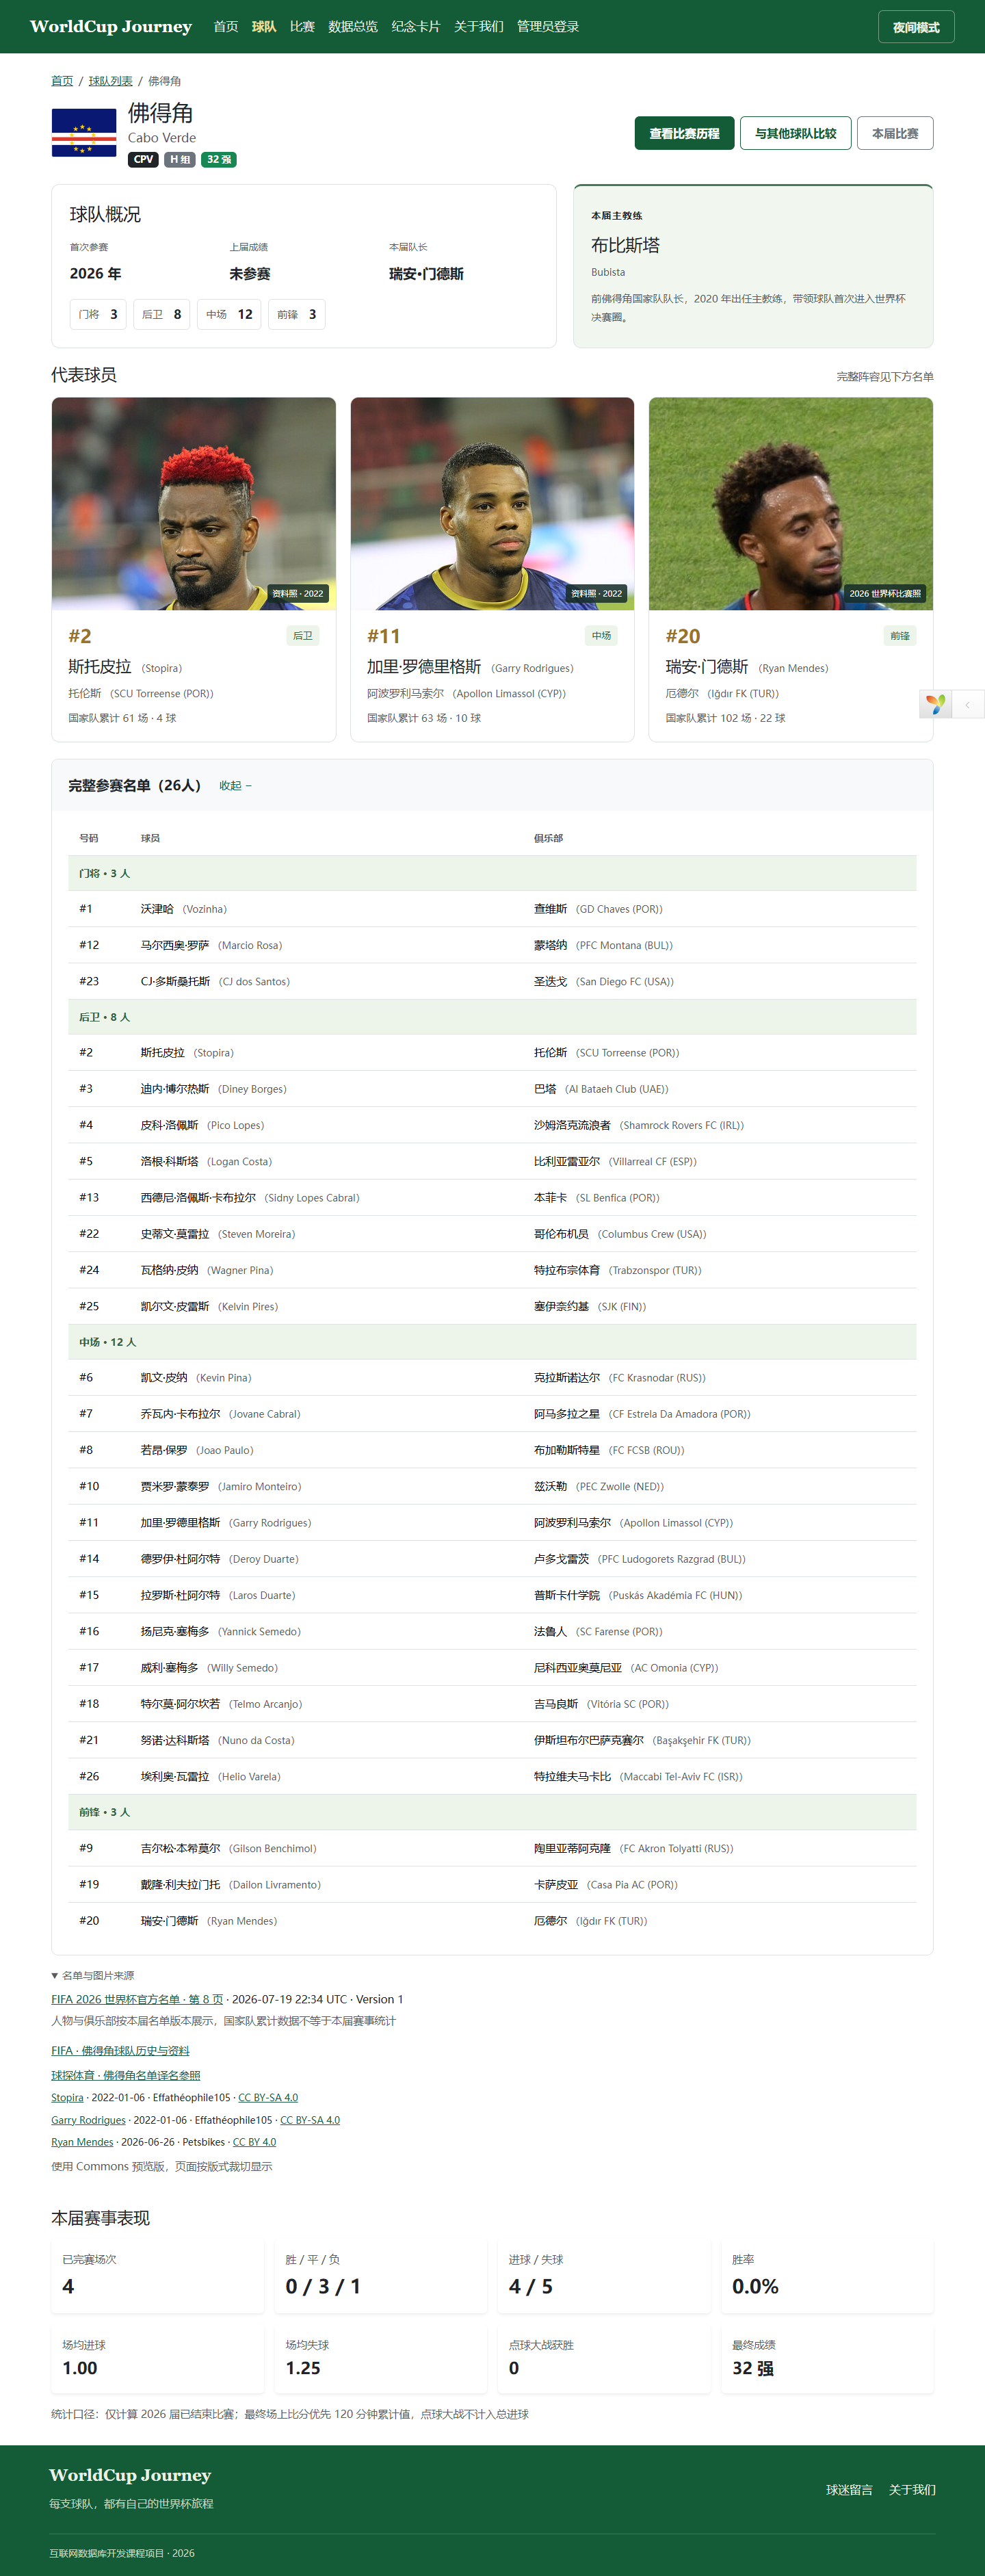 WorldCup Journey 首页 球队 比赛 数据总览 纪念卡片 关于我们 管理员登录 夜间模式
首页 / 球队列表 / 佛得角
佛得角
Cabo Verde
CPV H 组 32 强
查看比赛历程 与其他球队比较 本届比赛
球队概况
首次参赛 上届成绩 本届队长
2026 年 未参赛 瑞安·门德斯
门将 3 后卫 8 中场 12 前锋 3
本届主教练
布比斯塔
Bubista
前佛得角国家队队长，2020 年出任主教练，带领球队首次进入世界杯
决赛圈。
代表球员 完整阵容见下方名单
资料照 · 2022 资料照 · 2022 2026 世界杯比赛照
#2 后卫
斯托皮拉 （Stopira）
托伦斯 （SCU Torreense (POR)）
国家队累计 61 场 · 4 球
#11 中场
加里·罗德里格斯 （Garry Rodrigues）
阿波罗利马索尔 （Apollon Limassol (CYP)）
国家队累计 63 场 · 10 球
#20 前锋
瑞安·门德斯 （Ryan Mendes）
厄德尔 （Iğdır FK (TUR)）
国家队累计 102 场 · 22 球
完整参赛名单（26人） 收起 −
号码 球员 俱乐部
门将 • 3 人
#1 沃津哈 （Vozinha） 查维斯 （GD Chaves (POR)）
#12 马尔西奥·罗萨 （Marcio Rosa） 蒙塔纳 （PFC Montana (BUL)）
#23 CJ·多斯桑托斯 （CJ dos Santos） 圣迭戈 （San Diego FC (USA)）
后卫 • 8 人
#2 斯托皮拉 （Stopira） 托伦斯 （SCU Torreense (POR)）
#3 迪内·博尔热斯 （Diney Borges） 巴塔 （Al Bataeh Club (UAE)）
#4 皮科·洛佩斯 （Pico Lopes） 沙姆洛克流浪者 （Shamrock Rovers FC (IRL)）
#5 洛根·科斯塔 （Logan Costa） 比利亚雷亚尔 （Villarreal CF (ESP)）
#13 西德尼·洛佩斯·卡布拉尔 （Sidny Lopes Cabral） 本菲卡 （SL Benfica (POR)）
#22 史蒂文·莫雷拉 （Steven Moreira） 哥伦布机员 （Columbus Crew (USA)）
#24 瓦格纳·皮纳 （Wagner Pina） 特拉布宗体育 （Trabzonspor (TUR)）
#25 凯尔文·皮雷斯 （Kelvin Pires） 塞伊奈约基 （SJK (FIN)）
中场 • 12 人
#6 凯文·皮纳 （Kevin Pina） 克拉斯诺达尔 （FC Krasnodar (RUS)）
#7 乔瓦内·卡布拉尔 （Jovane Cabral） 阿马多拉之星 （CF Estrela Da Amadora (POR)）
#8 若昂·保罗 （Joao Paulo） 布加勒斯特星 （FC FCSB (ROU)）
#10 贾米罗·蒙泰罗 （Jamiro Monteiro） 兹沃勒 （PEC Zwolle (NED)）
#11 加里·罗德里格斯 （Garry Rodrigues） 阿波罗利马索尔 （Apollon Limassol (CYP)）
#14 德罗伊·杜阿尔特 （Deroy Duarte） 卢多戈雷茨 （PFC Ludogorets Razgrad (BUL)）
#15 拉罗斯·杜阿尔特 （Laros Duarte） 普斯卡什学院 （Puskás Akadémia FC (HUN)）
#16 扬尼克·塞梅多 （Yannick Semedo） 法鲁人 （SC Farense (POR)）
#17 威利·塞梅多 （Willy Semedo） 尼科西亚奥莫尼亚 （AC Omonia (CYP)）
#18 特尔莫·阿尔坎若 （Telmo Arcanjo） 吉马良斯 （Vitória SC (POR)）
#21 努诺·达科斯塔 （Nuno da Costa） 伊斯坦布尔巴萨克赛尔 （Başakşehir FK (TUR)）
#26 埃利奥·瓦雷拉 （Helio Varela） 特拉维夫马卡比 （Maccabi Tel-Aviv FC (ISR)）
前锋 • 3 人
#9 吉尔松·本希莫尔 （Gilson Benchimol） 陶里亚蒂阿克隆 （FC Akron Tolyatti (RUS)）
#19 戴隆·利夫拉门托 （Dailon Livramento） 卡萨皮亚 （Casa Pia AC (POR)）
#20 瑞安·门德斯 （Ryan Mendes） 厄德尔 （Iğdır FK (TUR)）
▼ 名单与图片来源
FIFA 2026 世界杯官方名单 · 第 8 页 · 2026-07-19 22:34 UTC · Version 1
人物与俱乐部按本届名单版本展示，国家队累计数据不等于本届赛事统计
FIFA · 佛得角球队历史与资料
球探体育 · 佛得角名单译名参照
Stopira · 2022-01-06 · Effathéophile105 · CC BY-SA 4.0
Garry Rodrigues · 2022-01-06 · Effathéophile105 · CC BY-SA 4.0
Ryan Mendes · 2026-06-26 · Petsbikes · CC BY 4.0
使用 Commons 预览版，页面按版式裁切显示
本届赛事表现
已完赛场次 胜 / 平 / 负 进球 / 失球 胜率
4 0 / 3 / 1 4 / 5 0.0%
场均进球 场均失球 点球大战获胜 最终成绩
1.00 1.25 0 32 强
统计口径：仅计算 2026 届已结束比赛；最终场上比分优先 120 分钟累计值，点球大战不计入总进球
WorldCup Journey
每支球队，都有自己的世界杯旅程
球迷留言 关于我们
互联网数据库开发课程项目 · 2026